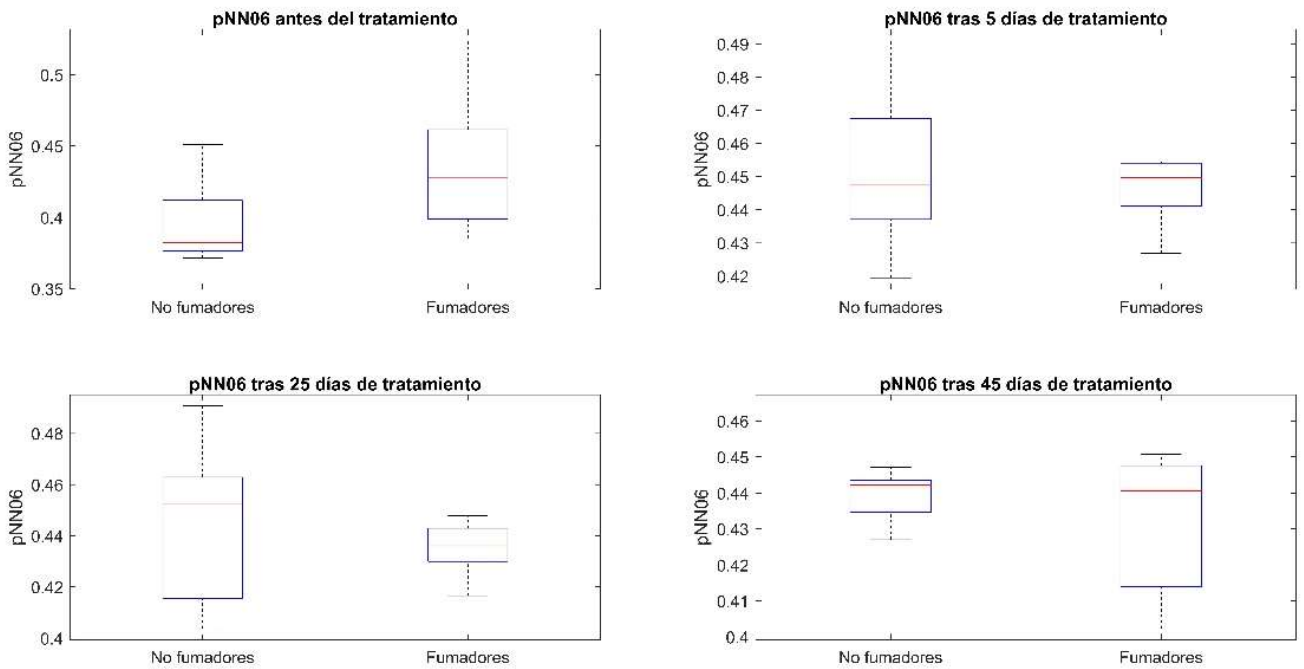 pNN06 antes del tratamiento
pNN06
0.5
0.45
0.4
0.35
No fumadores
Fumadores
pNN06 tras 5 días de tratamiento
pNN06
0.49
0.48
0.47
0.46
0.45
0.44
0.43
0.42
No fumadores
Fumadores
pNN06 tras 25 días de tratamiento
pNN06
0.48
0.46
0.44
0.42
0.4
No fumadores
Fumadores
pNN06 tras 45 días de tratamiento
pNN06
0.46
0.45
0.44
0.43
0.42
0.41
0.4
No fumadores
Fumadores